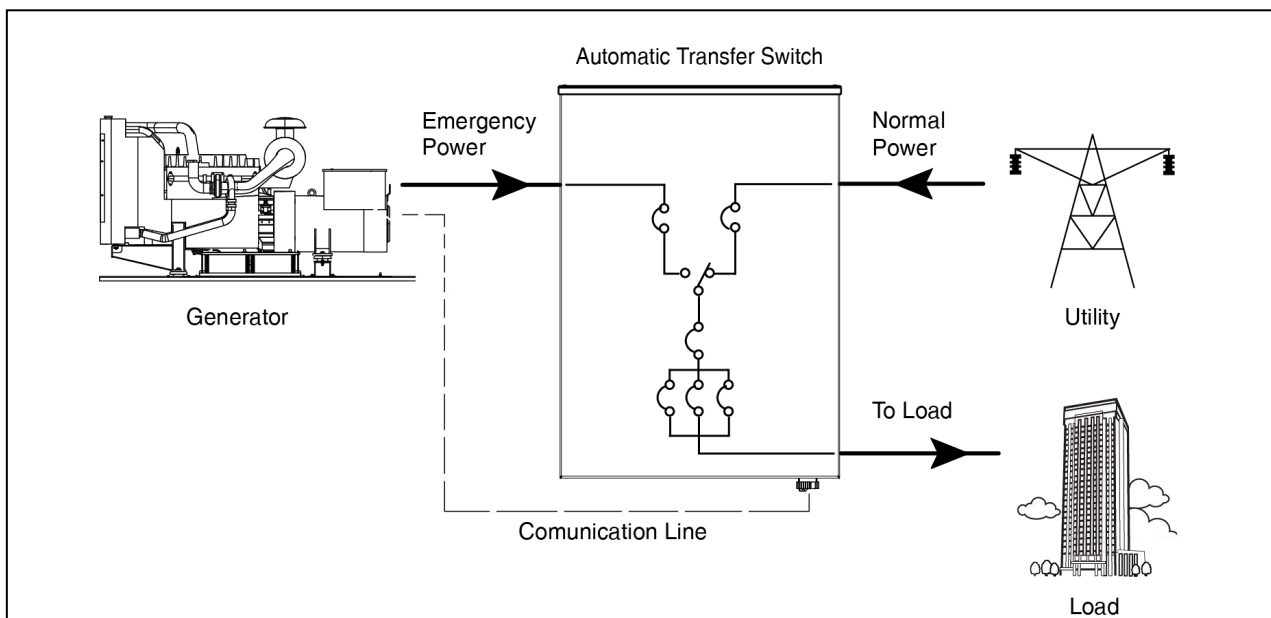 Automatic Transfer Switch
Emergency
Power
Normal
Power
Generator
Utility
To Load
Comunication Line
Load